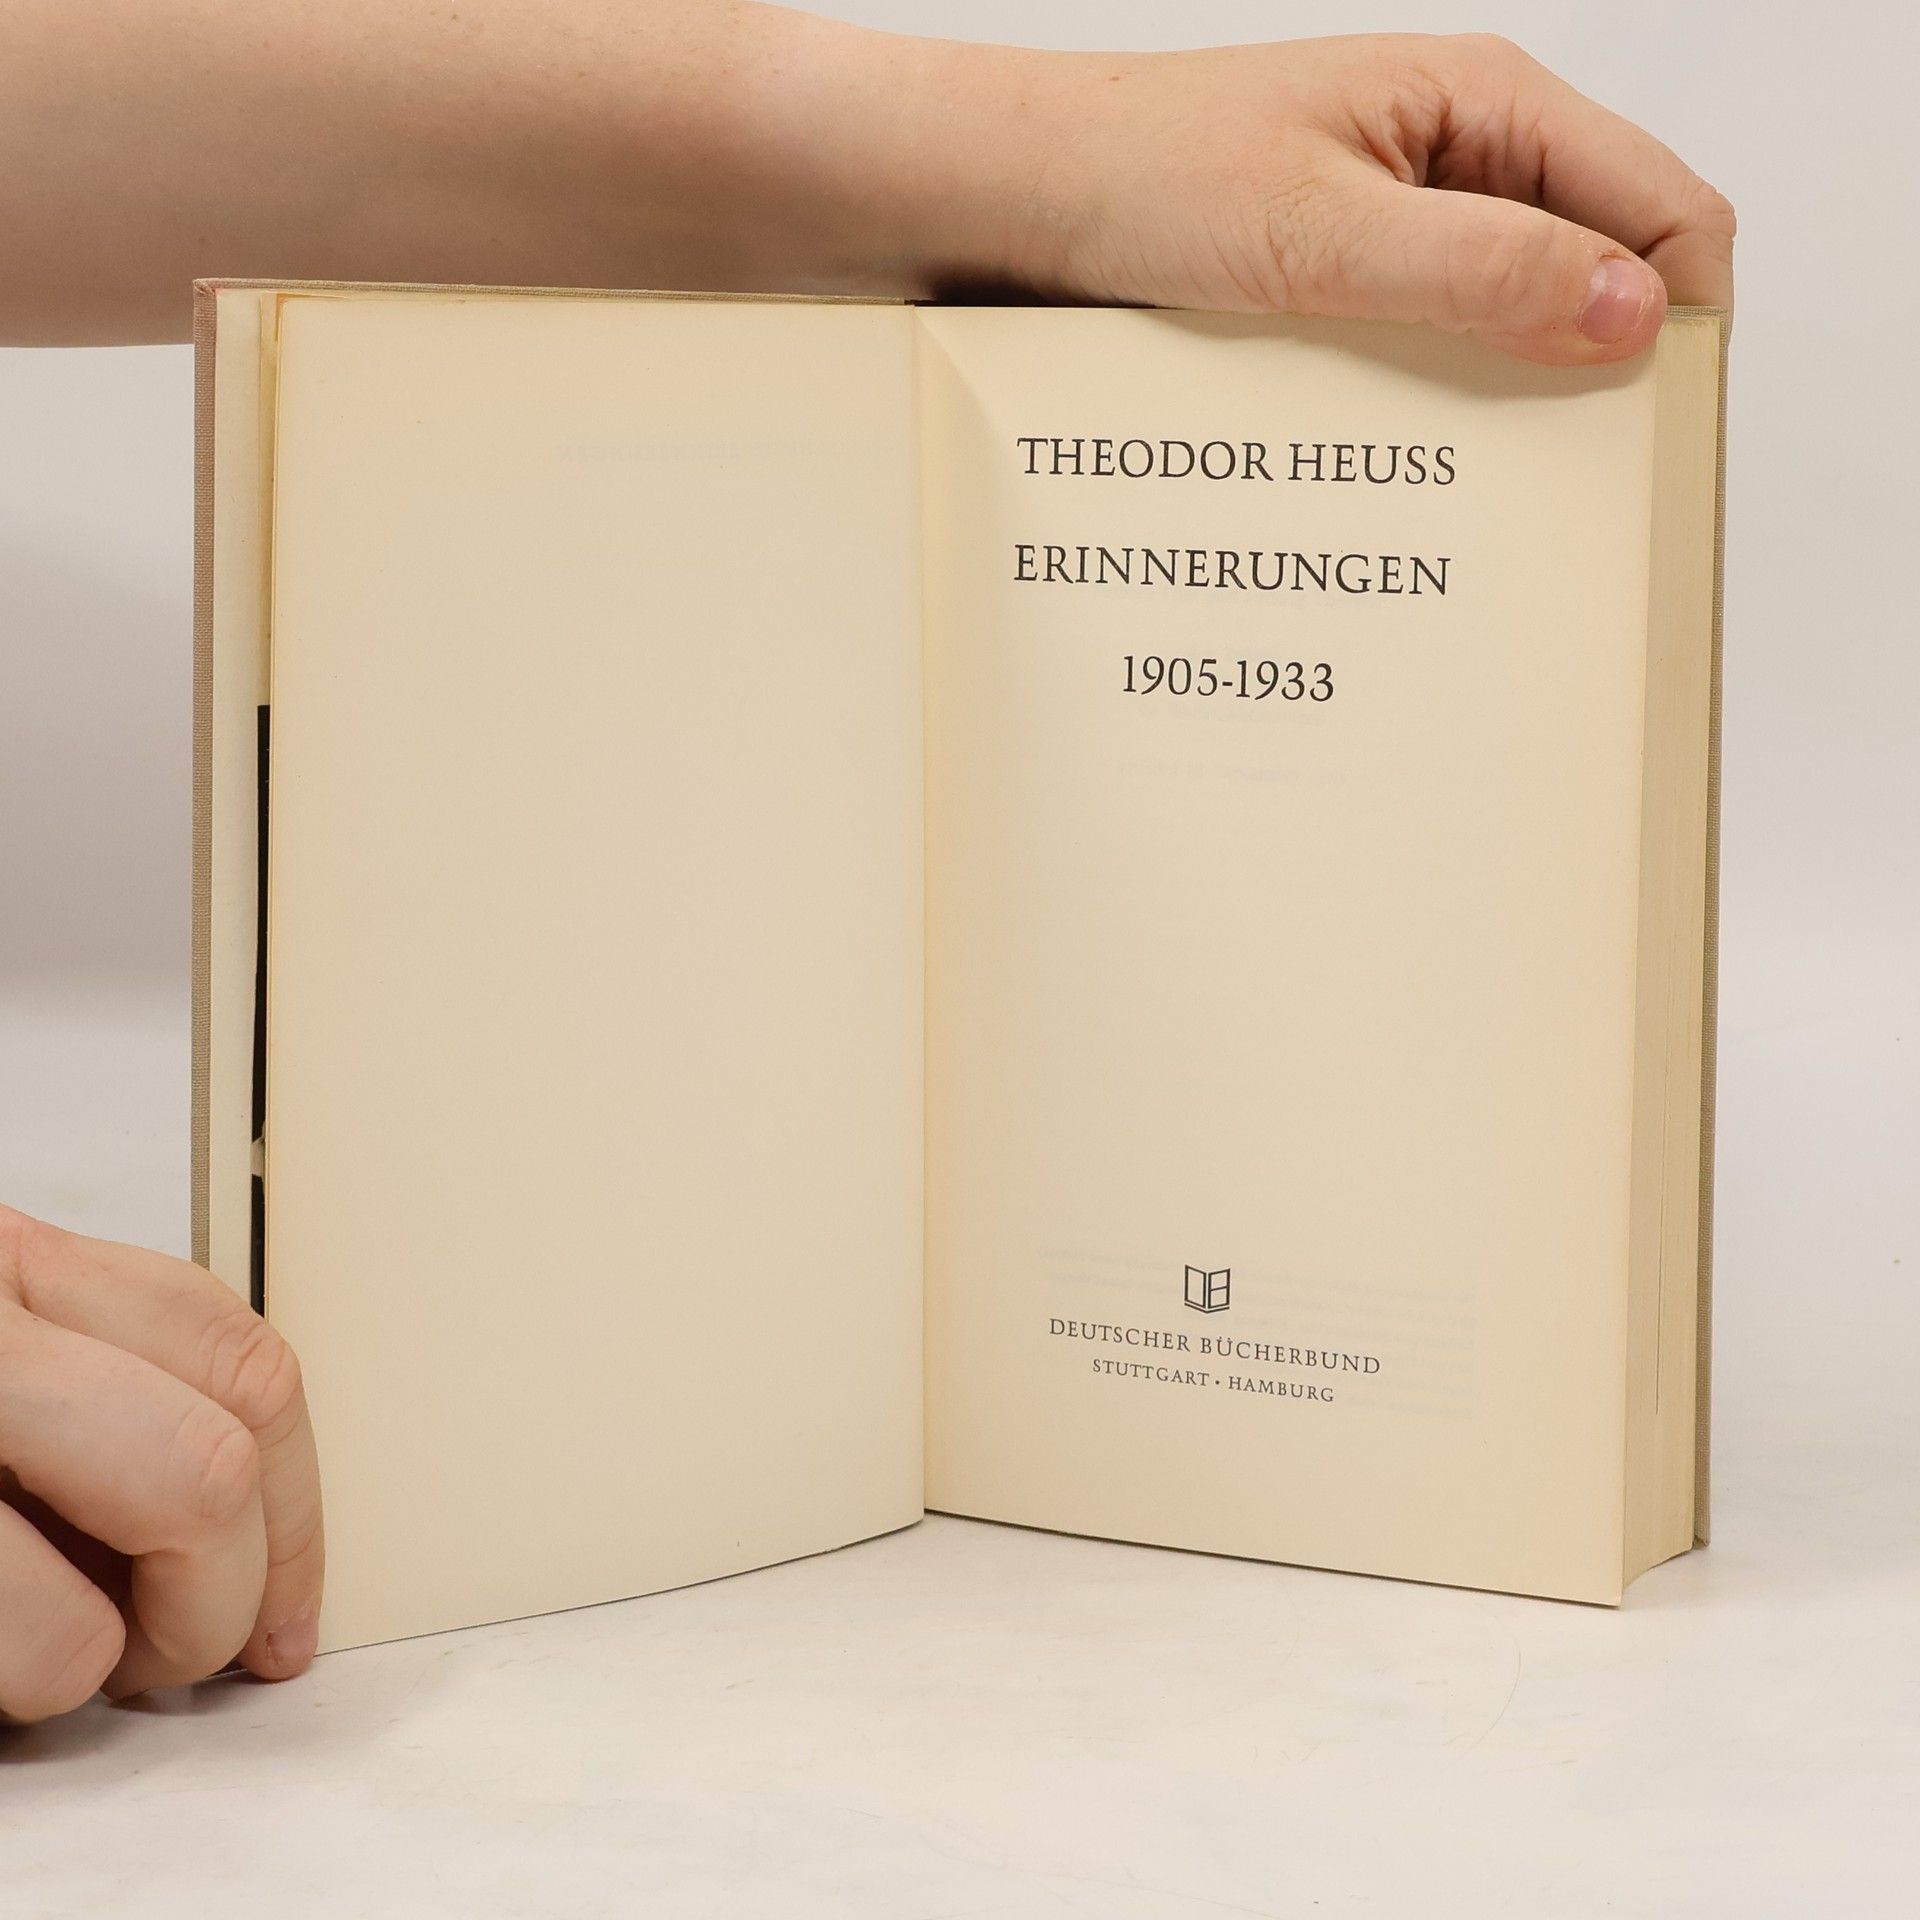 THEODOR HEUSS
ERINNERUNGEN
1905-1933
DEUTSCHER BÜCHERBUND
STUTTGART • HAMBURG